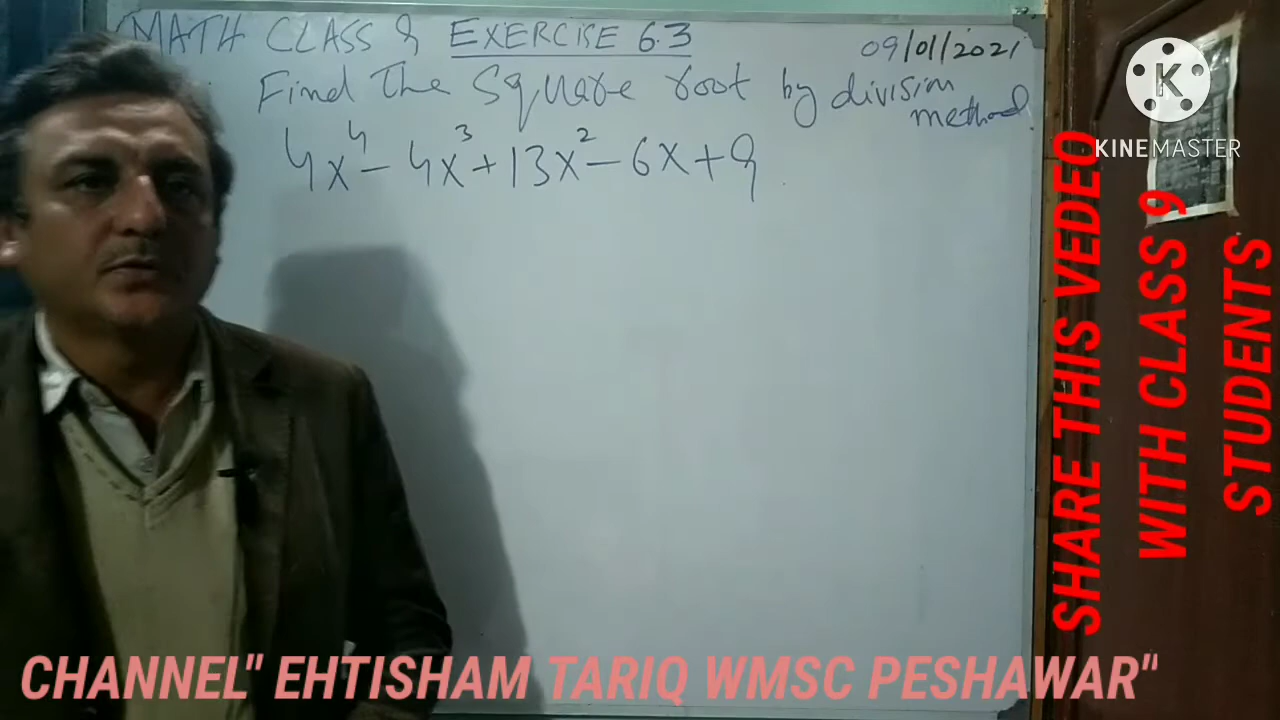 MATH CLASS 9 EXERCISE 6.3
09/01/2021
Find The Square root by division method
4x⁴ - 4x³ + 13x² - 6x + 9
K
KINEMASTER
SHARE THIS VEDEO
WITH CLASS 9
STUDENTS
CHANNEL" EHTISHAM TARIQ WMSC PESHAWAR"